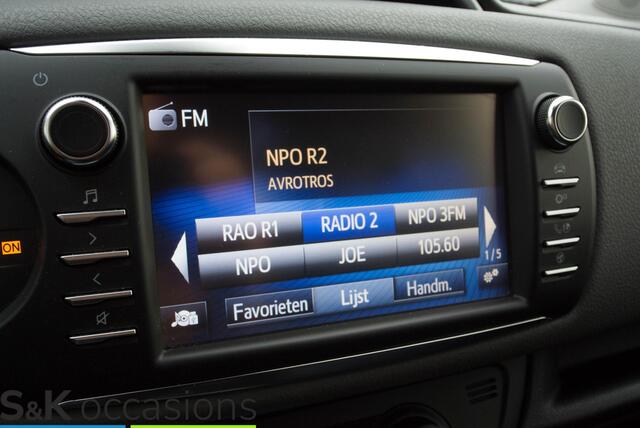 FM
NPO R2
AVROTROS
RAO R1 RADIO 2 NPO 3FM
NPO JOE 105.60
1/5
Favorieten Lijst Handm.
ON
S&K occasions